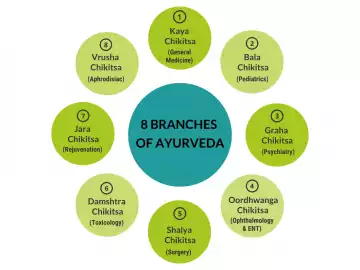 8 BRANCHES
OF AYURVEDA
1
Kaya
Chikitsa
(General
Medicine)
2
Bala
Chikitsa
(Pediatrics)
3
Graha
Chikitsa
(Psychiatry)
4
Oordhwanga
Chikitsa
(Ophthalmology
& ENT)
5
Shalya
Chikitsa
(Surgery)
6
Damshtra
Chikitsa
(Toxicology)
7
Jara
Chikitsa
(Rejuvenation)
8
Vrusha
Chikitsa
(Aphrodisiac)